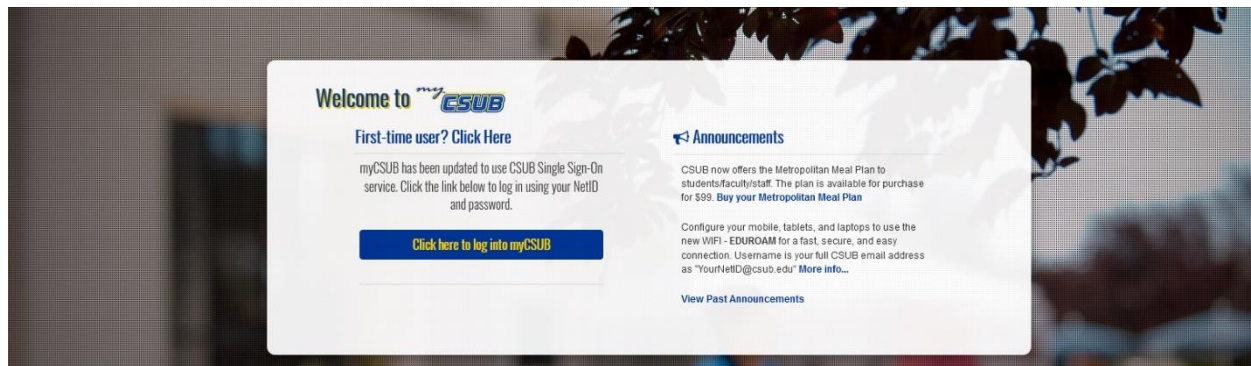 Welcome to my CSUB
First-time user? Click Here
myCSUB has been updated to use CSUB Single Sign-On
service. Click the link below to log in using your NetID
and password.
Click here to log into myCSUB
Announcements
CSUB now offers the Metropolitan Meal Plan to
students/faculty/staff. The plan is available for purchase
for $99. Buy your Metropolitan Meal Plan
Configure your mobile, tablets, and laptops to use the
new WIFI - EDUROAM for a fast, secure, and easy
connection. Username is your full CSUB email address
as "YourNetID@csub.edu" More info...
View Past Announcements